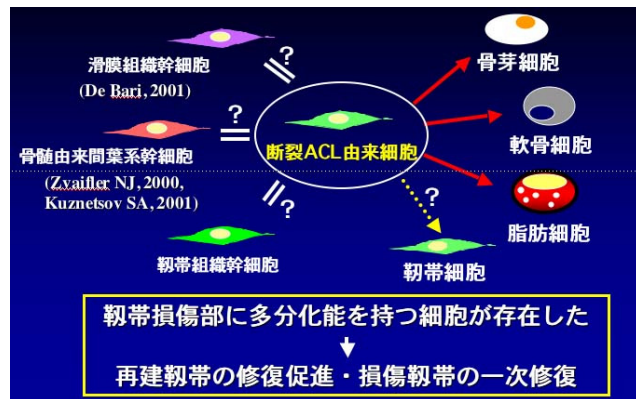 ?
滑膜組織幹細胞
(De Bari, 2001)
?
骨髄由来間葉系幹細胞
(Zvaifler NJ, 2000,
Kuznetsov SA, 2001)
?
靭帯組織幹細胞
断裂ACL由来細胞
骨芽細胞
軟骨細胞
脂肪細胞
?
靭帯細胞
靭帯損傷部に多分化能を持つ細胞が存在した
再建靭帯の修復促進・損傷靭帯の一次修復